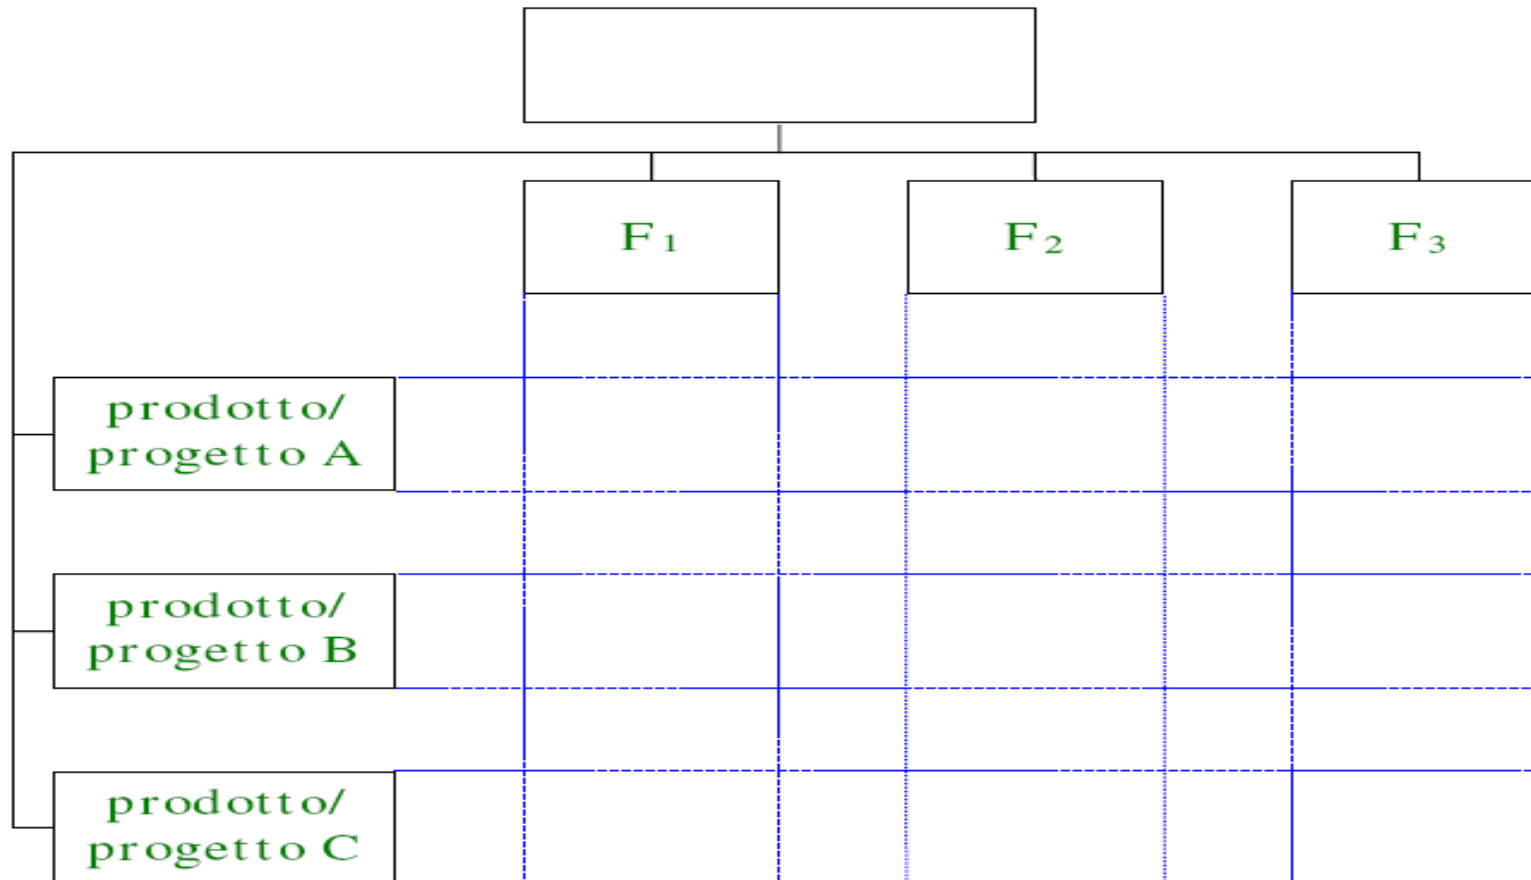 F1
F2
F3
prodotto/
progetto A
prodotto/
progetto B
prodotto/
progetto C